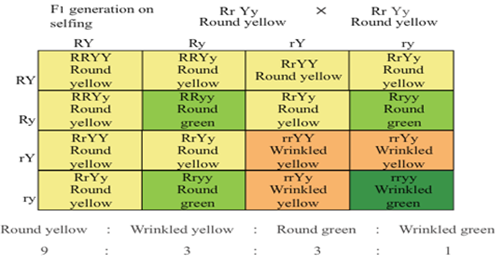 F1 generation on selfing Rr Yy × Rr Yy
Round yellow Round yellow
RY Ry rY ry
RY RRYY Round yellow RRYy Round yellow RrYY Round yellow RrYy Round yellow
Ry RRYy Round yellow RRyy Round green RrYy Round yellow Rryy Round green
rY RrYY Round yellow RrYy Round yellow rrYY Wrinkled yellow rrYy Wrinkled yellow
ry RrYy Round yellow Rryy Round green rrYy Wrinkled yellow rryy Wrinkled green
Round yellow : Wrinkled yellow : Round green : Wrinkled green
9 : 3 : 3 : 1